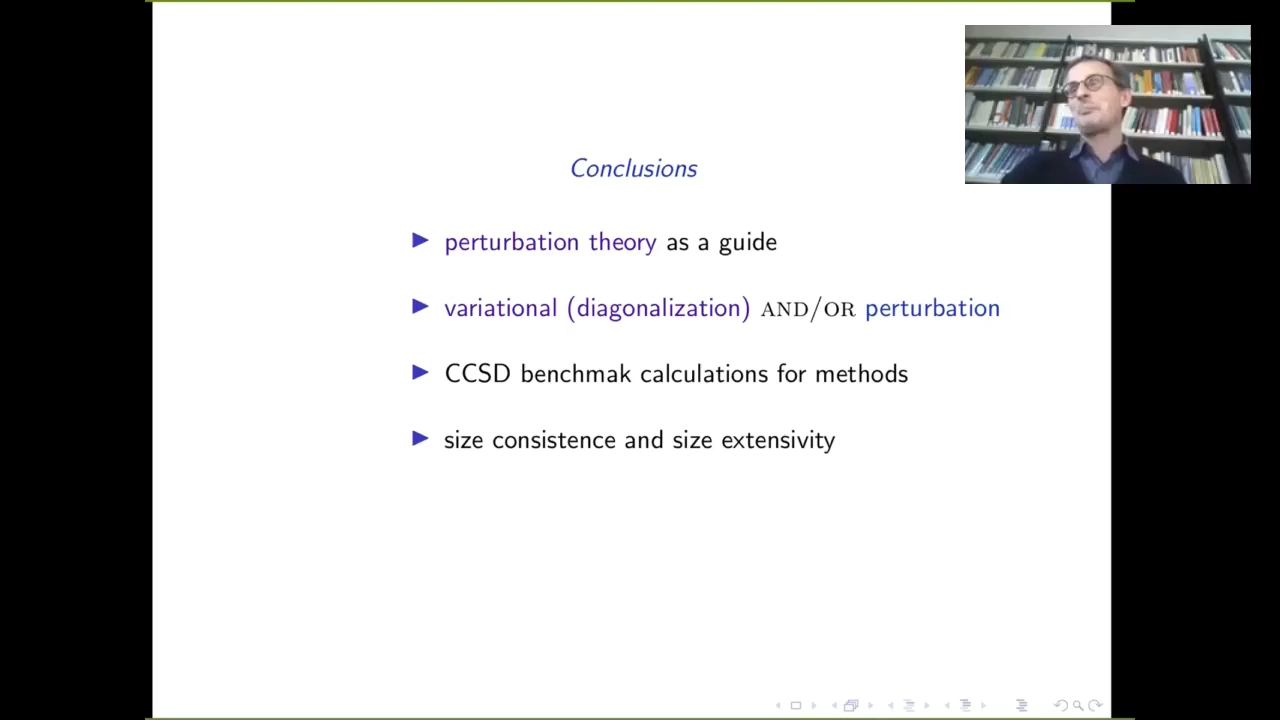 Conclusions
perturbation theory as a guide
variational (diagonalization) AND/OR perturbation
CCSD benchmak calculations for methods
size consistence and size extensivity